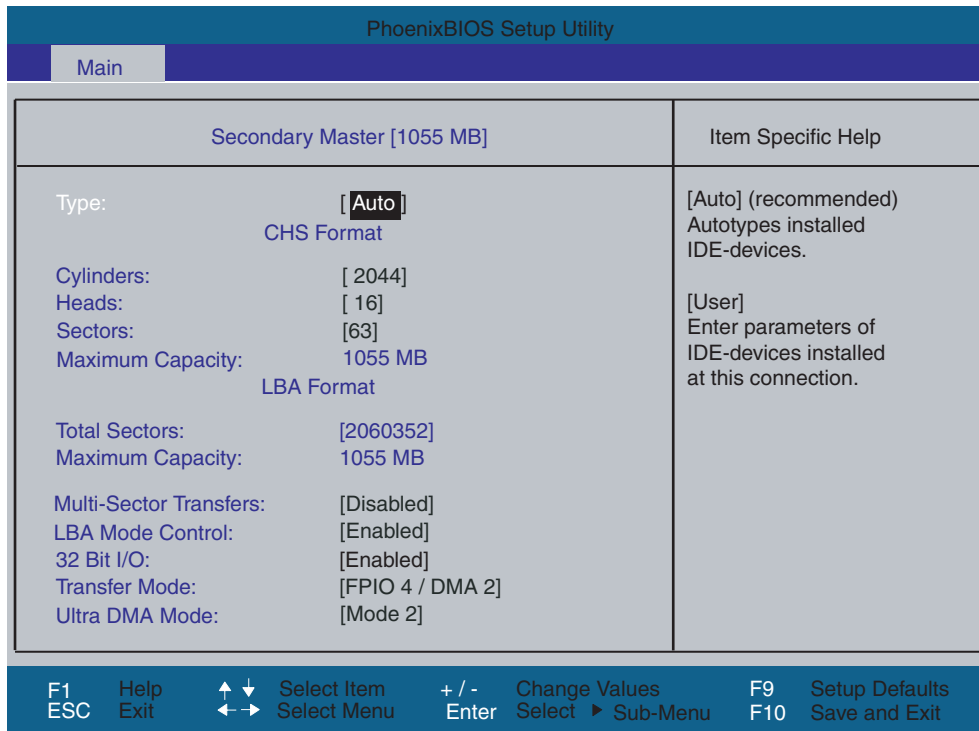 PhoenixBIOS Setup Utility
Main
Secondary Master [1055 MB]
Item Specific Help
Type: [ Auto ]
CHS Format
Cylinders: [ 2044]
Heads: [ 16]
Sectors: [63]
Maximum Capacity: 1055 MB
LBA Format
Total Sectors: [2060352]
Maximum Capacity: 1055 MB
Multi-Sector Transfers: [Disabled]
LBA Mode Control: [Enabled]
32 Bit I/O: [Enabled]
Transfer Mode: [FPIO 4 / DMA 2]
Ultra DMA Mode: [Mode 2]
[Auto] (recommended)
Autotypes installed
IDE-devices.
[User]
Enter parameters of
IDE-devices installed
at this connection.
F1 Help Select Item + / - Change Values F9 Setup Defaults
ESC Exit Select Menu Enter Select Sub-Menu F10 Save and Exit